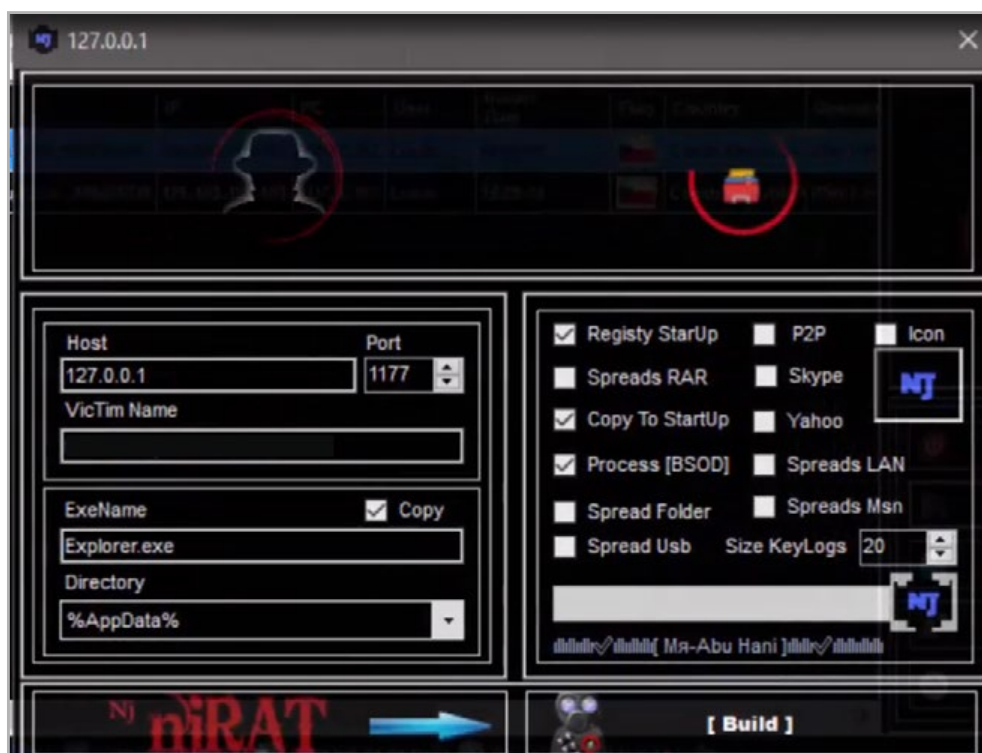 127.0.0.1
Host Port
127.0.0.1 1177
VicTim Name
ExeName Copy
Explorer.exe
Directory
%AppData%
Registy StarUp P2P Icon
Spreads RAR Skype
NJ
Copy To StartUp Yahoo
Process [BSOD] Spreads LAN
Spread Folder Spreads Msn
Spread Usb Size KeyLogs 20
NJ
[ Mя-Abu Hani ]
Nj njRAT
[ Build ]